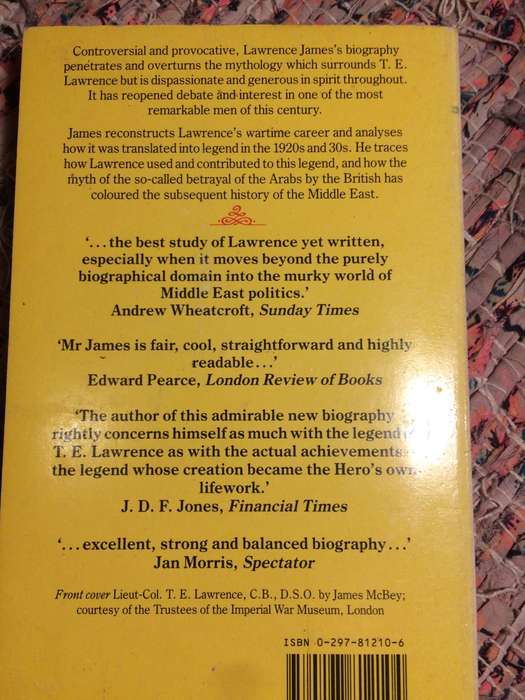 Controversial and provocative, Lawrence James's biography
penetrates and overturns the mythology which surrounds T. E.
Lawrence but is dispassionate and generous in spirit throughout.
It has reopened debate and interest in one of the most
remarkable men of this century.
James reconstructs Lawrence's wartime career and analyses
how it was translated into legend in the 1920s and 30s. He traces
how Lawrence used and contributed to this legend, and how the
myth of the so-called betrayal of the Arabs by the British has
coloured the subsequent history of the Middle East.
'...the best study of Lawrence yet written,
especially when it moves beyond the purely
biographical domain into the murky world of
Middle East politics.'
Andrew Wheatcroft, Sunday Times
'Mr James is fair, cool, straightforward and highly
readable...'
Edward Pearce, London Review of Books
'The author of this admirable new biography
rightly concerns himself as much with the legend
T. E. Lawrence as with the actual achievements
the legend whose creation became the Hero's own
lifework.'
J. D. F. Jones, Financial Times
'...excellent, strong and balanced biography...'
Jan Morris, Spectator
Front cover Lieut-Col. T. E. Lawrence, C.B., D.S.O. by James McBey;
courtesy of the Trustees of the Imperial War Museum, London
ISBN 0-297-81210-6